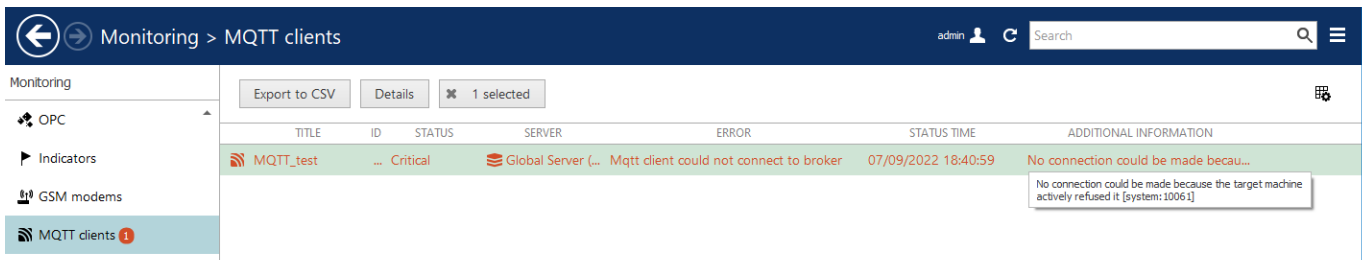 Monitoring > MQTT clients
admin
Search
Monitoring
Export to CSV
Details
1 selected
OPC
TITLE ID STATUS SERVER ERROR STATUS TIME ADDITIONAL INFORMATION
Indicators
MQTT_test ... Critical Global Server (... Mqtt client could not connect to broker 07/09/2022 18:40:59 No connection could be made becau...
No connection could be made because the target machine
actively refused it [system:10061]
GSM modems
MQTT clients 1